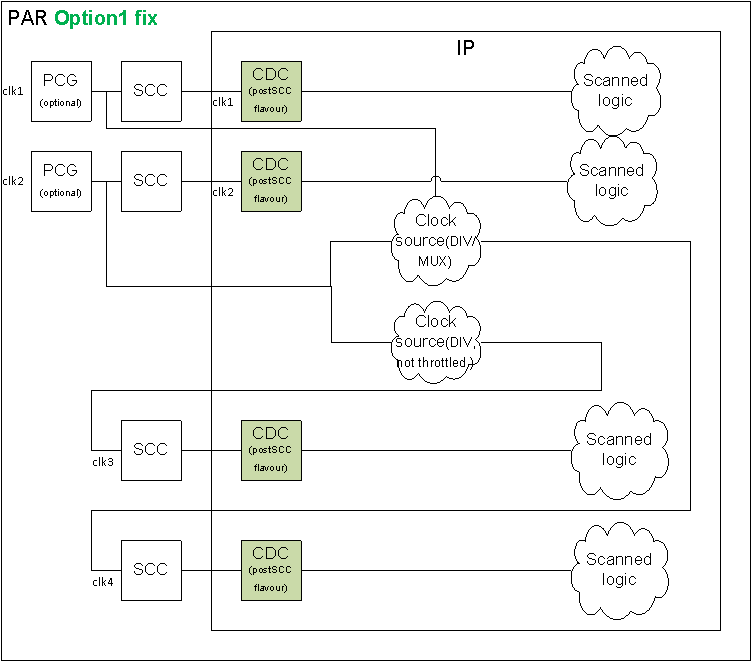 PAR Option1 fix
IP
clk1
PCG
(optional)
SCC
clk1
CDC
(postSCC
flavour)
Scanned
logic
clk2
PCG
(optional)
SCC
clk2
CDC
(postSCC
flavour)
Scanned
logic
Clock
source(DIV/
MUX)
Clock
source(DIV,
not throttled,)
clk3
SCC
CDC
(postSCC
flavour)
Scanned
logic
clk4
SCC
CDC
(postSCC
flavour)
Scanned
logic